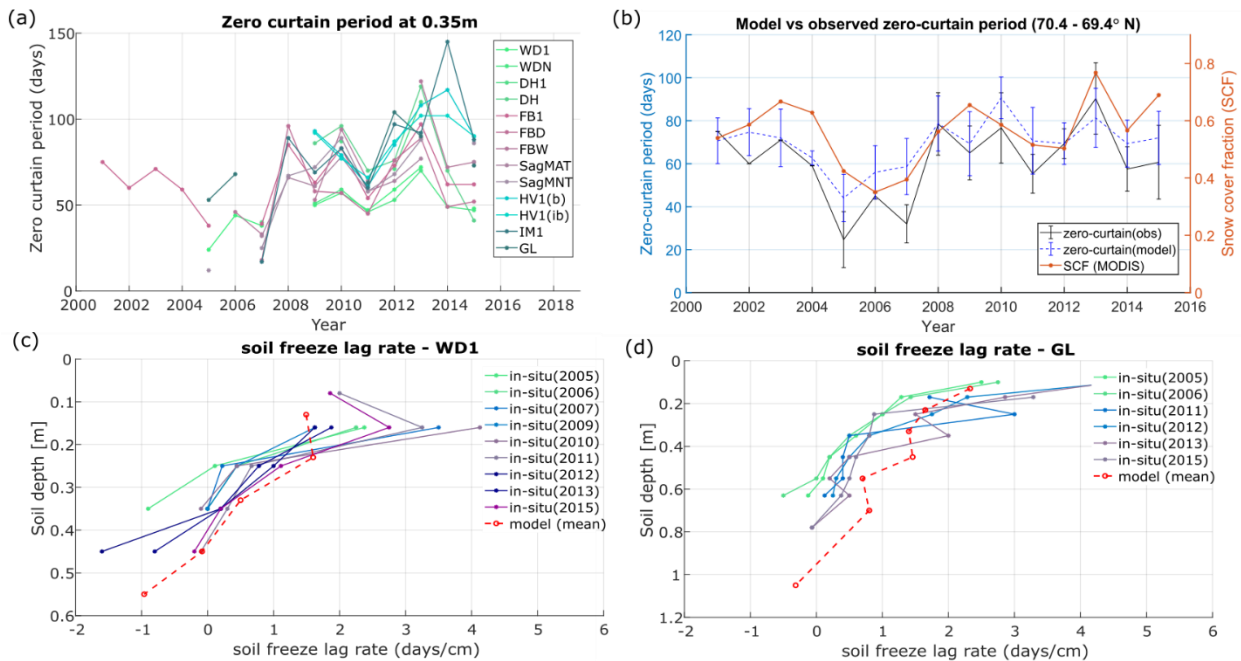 (a)
Zero curtain period at 0.35m
Zero curtain period (days)
150
100
50
0
2000 2002 2004 2006 2008 2010 2012 2014 2016 2018
Year
WD1
WDN
DH1
DH
FB1
FBD
FBW
SagMAT
SagMNT
HV1(b)
HV1(ib)
IM1
GL
(b)
Model vs observed zero-curtain period (70.4 - 69.4° N)
Zero-curtain period (days)
120
100
80
60
40
20
0
2000 2002 2004 2006 2008 2010 2012 2014 2016
Year
Snow cover fraction (SCF)
0.8
0.6
0.4
0.2
0
zero-curtain(obs)
zero-curtain(model)
SCF (MODIS)
(c)
soil freeze lag rate - WD1
Soil depth [m]
0
0.1
0.2
0.3
0.4
0.5
0.6
-2 -1 0 1 2 3 4 5 6
soil freeze lag rate (days/cm)
in-situ(2005)
in-situ(2006)
in-situ(2007)
in-situ(2009)
in-situ(2010)
in-situ(2011)
in-situ(2012)
in-situ(2013)
in-situ(2015)
model (mean)
(d)
soil freeze lag rate - GL
Soil depth [m]
0
0.2
0.4
0.6
0.8
1
1.2
-2 -1 0 1 2 3 4 5 6
soil freeze lag rate (days/cm)
in-situ(2005)
in-situ(2006)
in-situ(2011)
in-situ(2012)
in-situ(2013)
in-situ(2015)
model (mean)